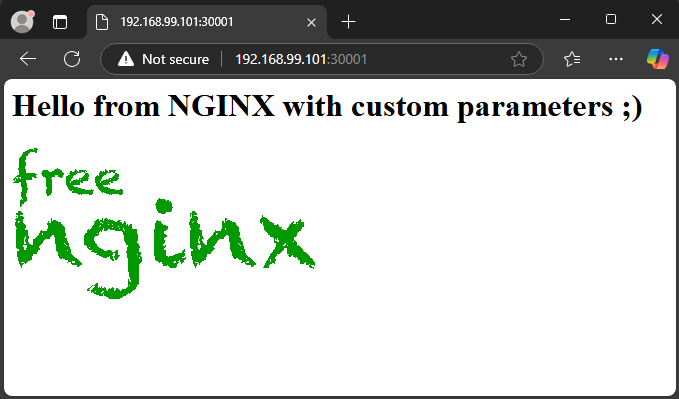 192.168.99.101:30001
Not secure
192.168.99.101:30001
Hello from NGINX with custom parameters ;)
free
nginx